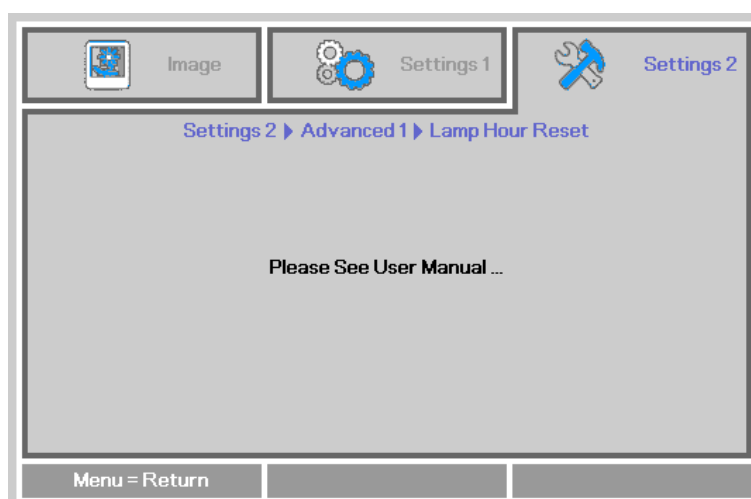 Image
Settings 1
Settings 2
Settings 2 ▶ Advanced 1 ▶ Lamp Hour Reset
Please See User Manual ...
Menu = Return